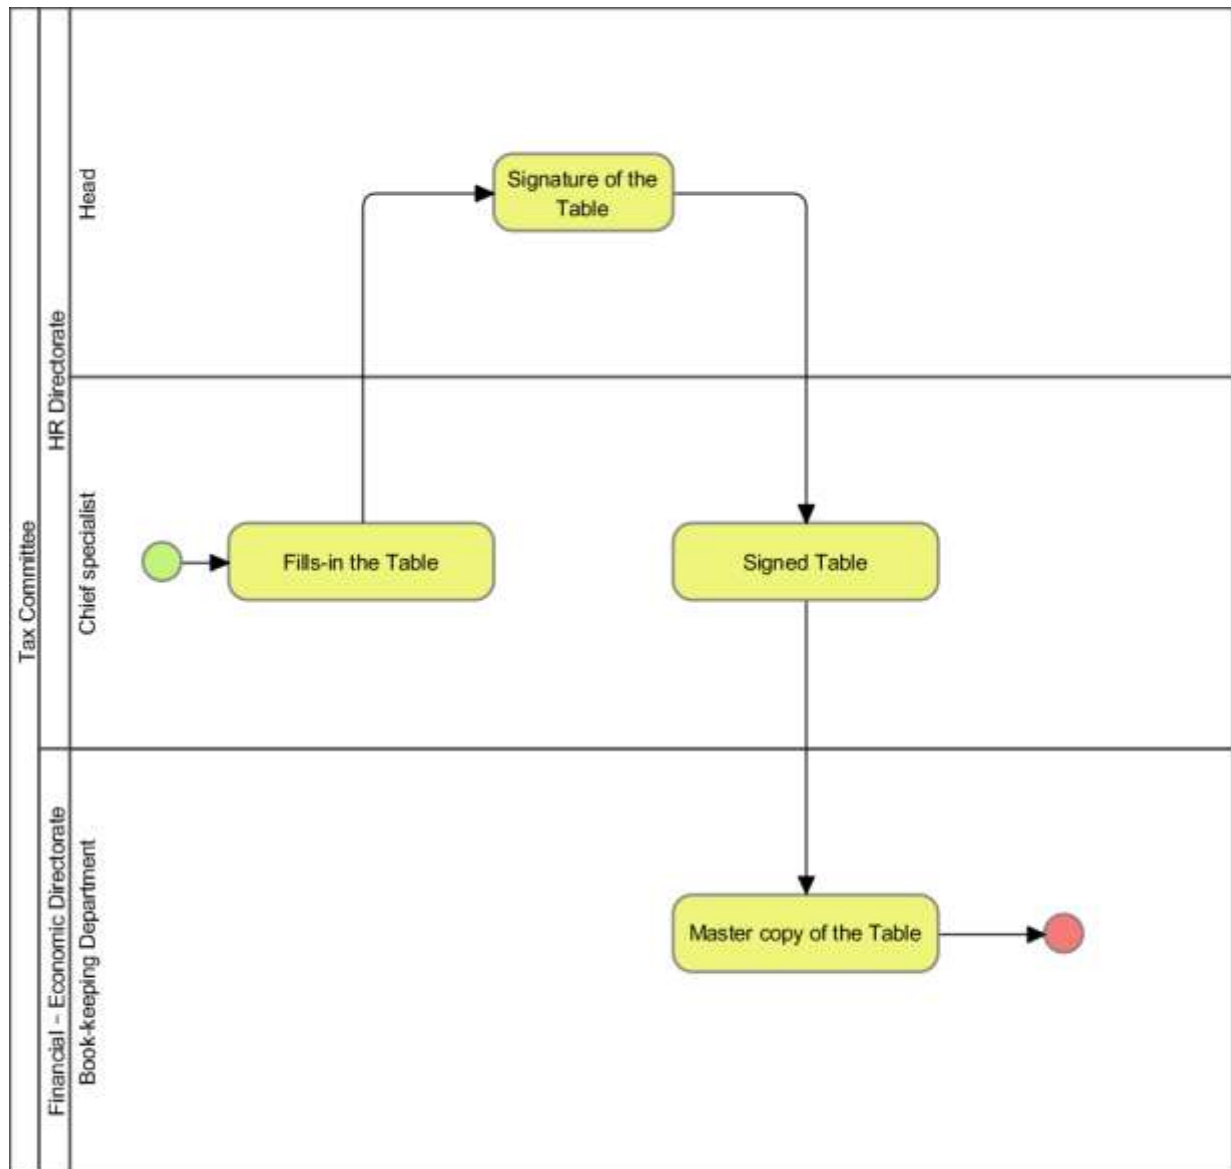 Tax Committee
HR Directorate
Head
Signature of the
Table
Chief specialist
Fills-in the Table
Signed Table
Financial – Economic Directorate
Book-keeping Department
Master copy of the Table